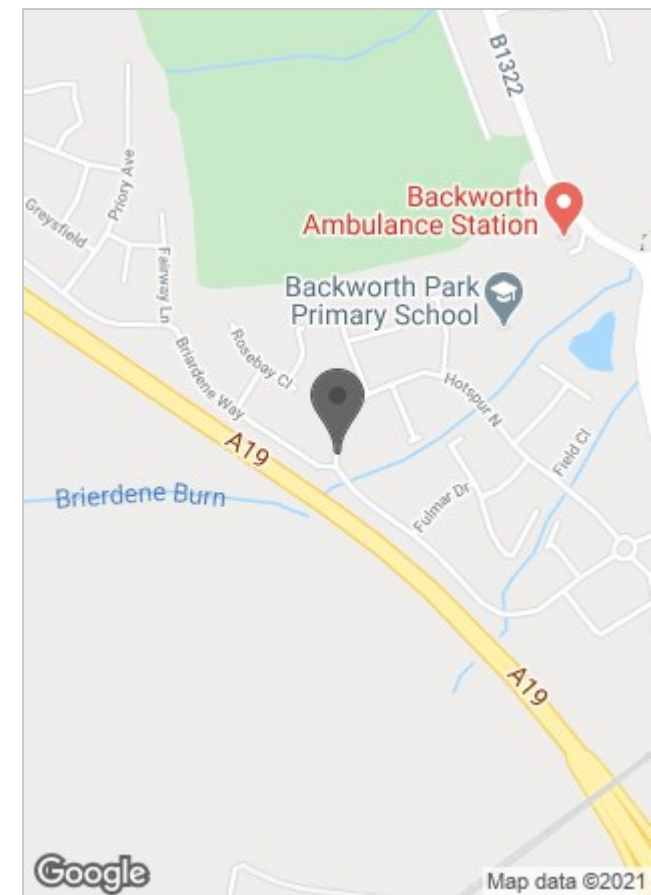 B1322
Priory Ave
Greysfield
Backworth
Ambulance Station
Fairway Ln
Backworth Park
Primary School
Rosebay Cl
Briardene Way
Hotspur N
A19
Field Cl
Brierdene Burn
Fulmar Dr
A19
Google
Map data ©2021